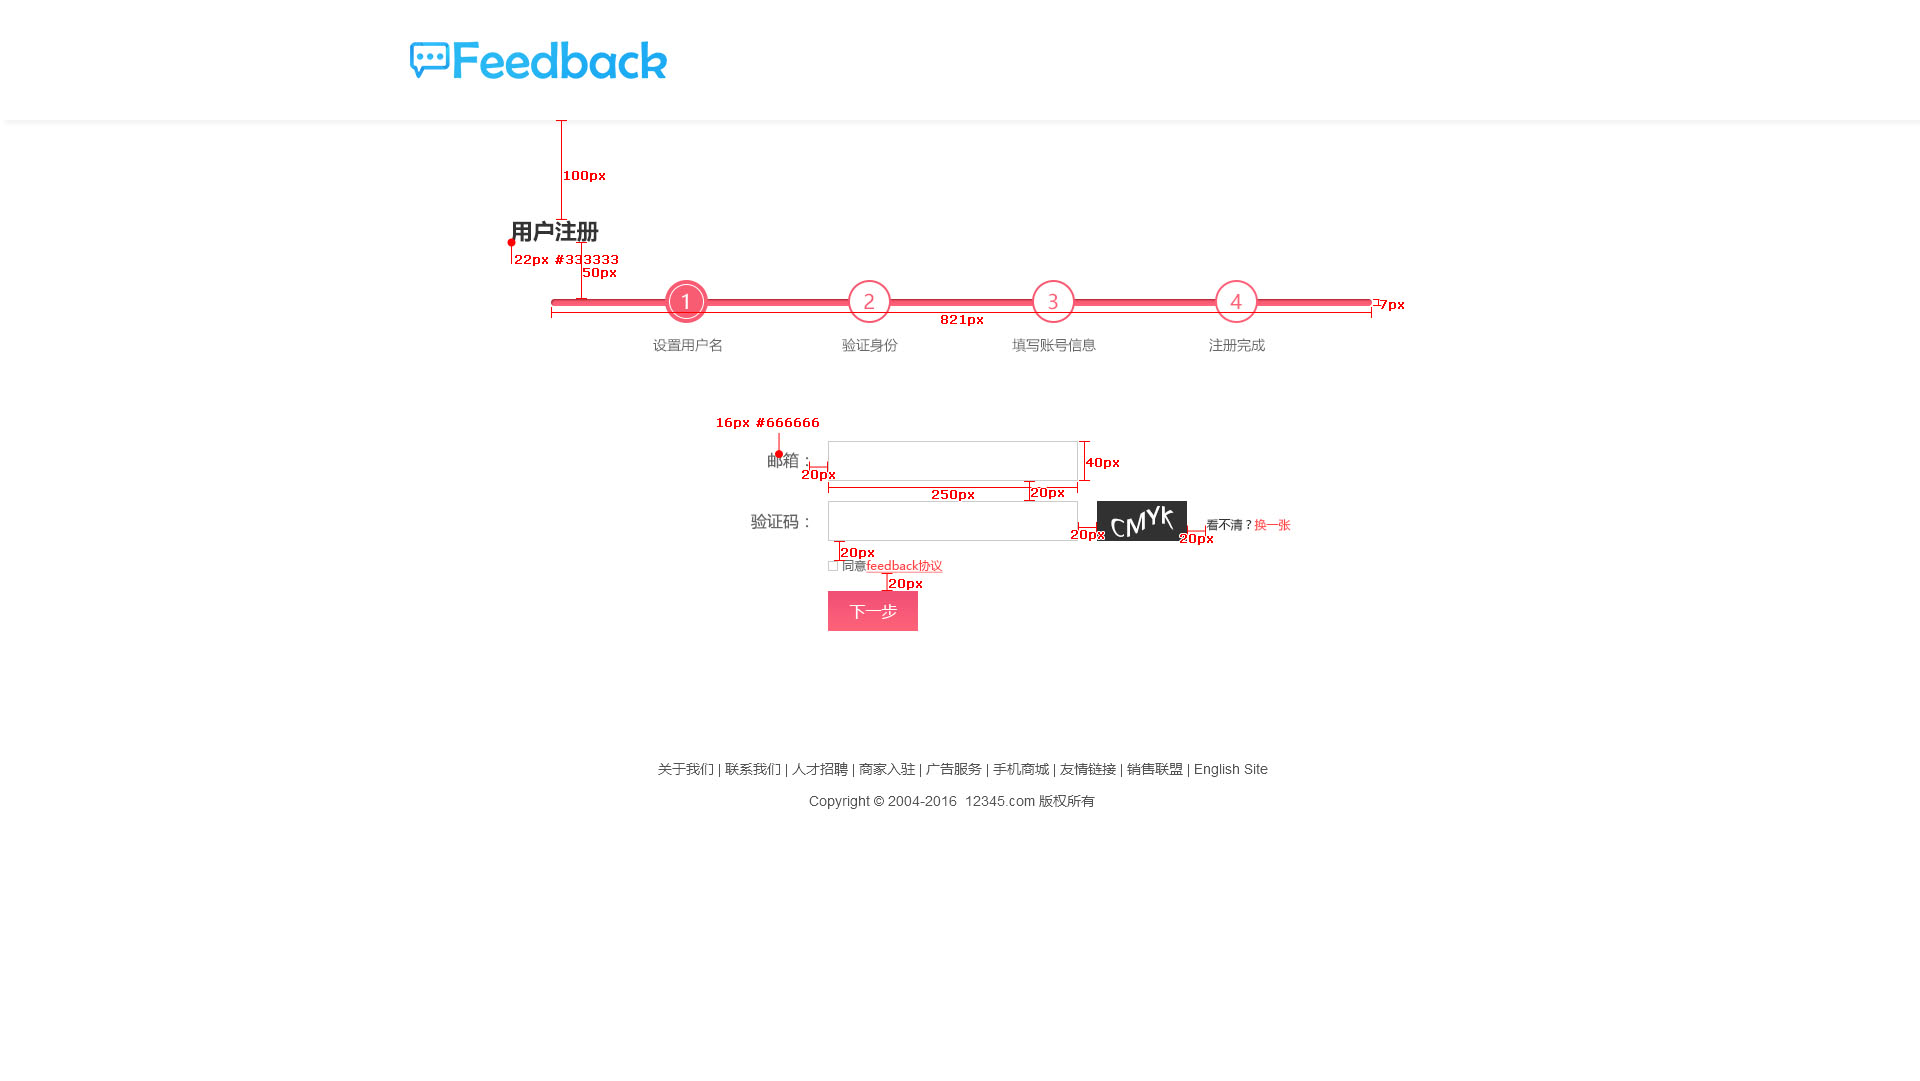 Feedback
100px
用户注册
22px #333333
50px
1 2 3 4
7px
821px
设置用户名 验证身份 填写账号信息 注册完成
16px #666666
邮箱：
20px
40px
250px
20px
验证码：
CMYK
看不清？换一张
20px
20px
20px
同意feedback协议
20px
下一步
关于我们 | 联系我们 | 人才招聘 | 商家入驻 | 广告服务 | 手机商城 | 友情链接 | 销售联盟 | English Site
Copyright © 2004-2016 12345.com 版权所有